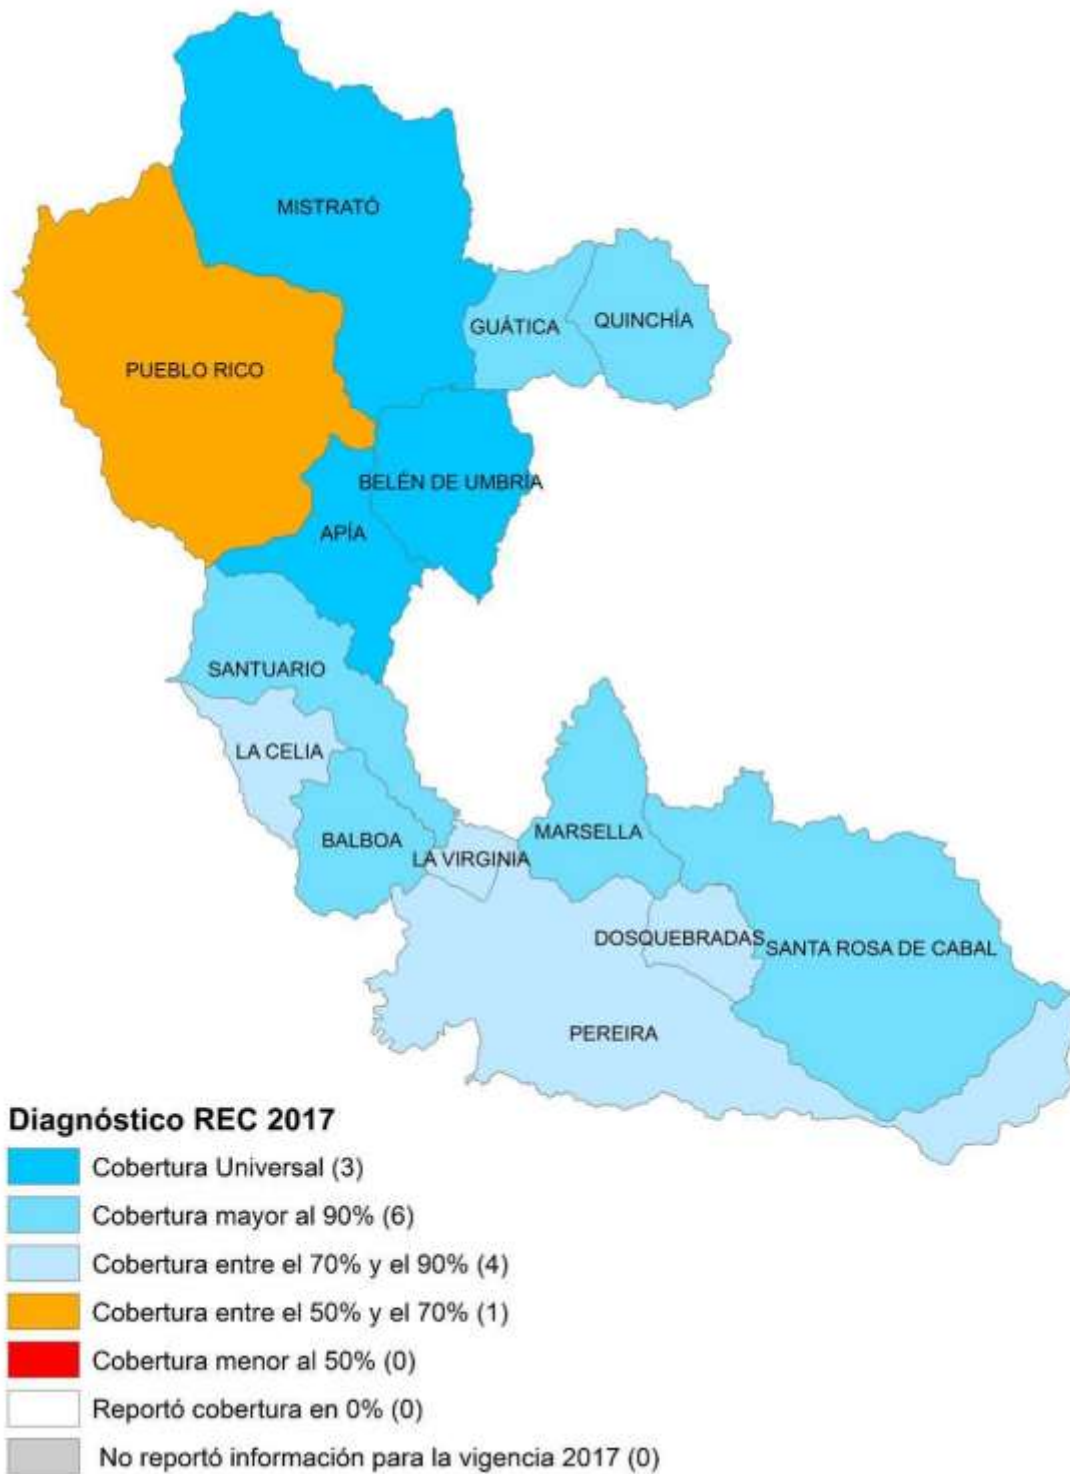 MISTRATÓ
GUÁTICA
QUINCHÍA
PUEBLO RICO
BELÉN DE UMBRÍA
APÍA
SANTUARIO
LA CELIA
BALBOA
LA VIRGINIA
MARSELLA
DOSQUEBRADAS
SANTA ROSA DE CABAL
PEREIRA
Diagnóstico REC 2017
Cobertura Universal (3)
Cobertura mayor al 90% (6)
Cobertura entre el 70% y el 90% (4)
Cobertura entre el 50% y el 70% (1)
Cobertura menor al 50% (0)
Reportó cobertura en 0% (0)
No reportó información para la vigencia 2017 (0)